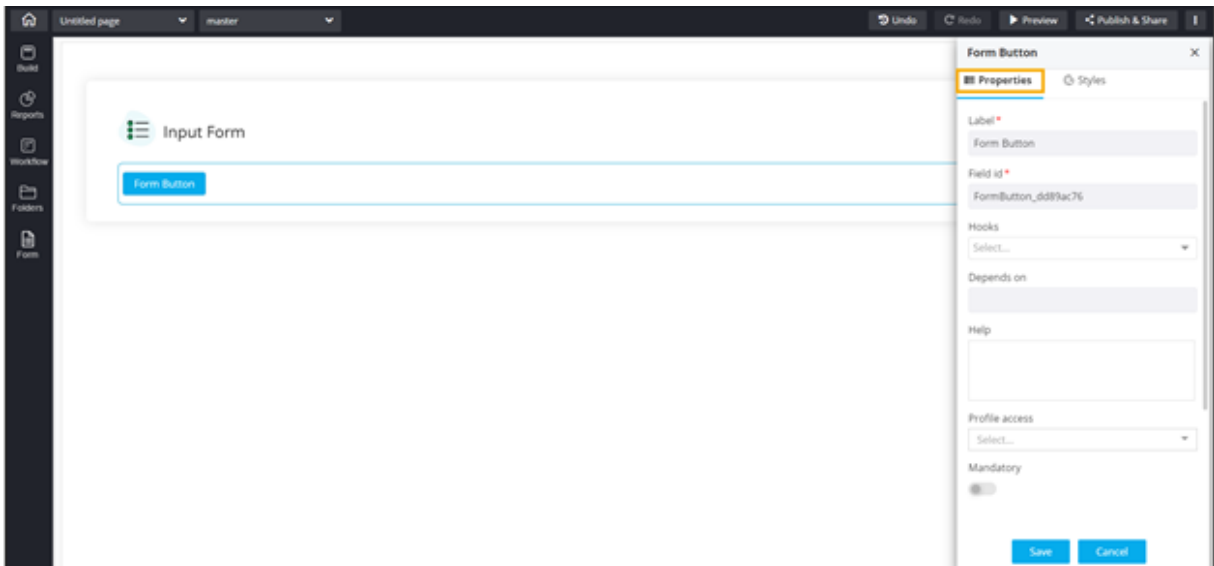 Untitled page
master
Undo
Redo
Preview
Publish & Share
Build
Reports
Workflow
Folders
Form
Input Form
Form Button
Form Button
Properties
Styles
Label *
Form Button
Field id *
FormButton_dd89ac76
Hooks
Select...
Depends on
Help
Profile access
Select...
Mandatory
Save
Cancel